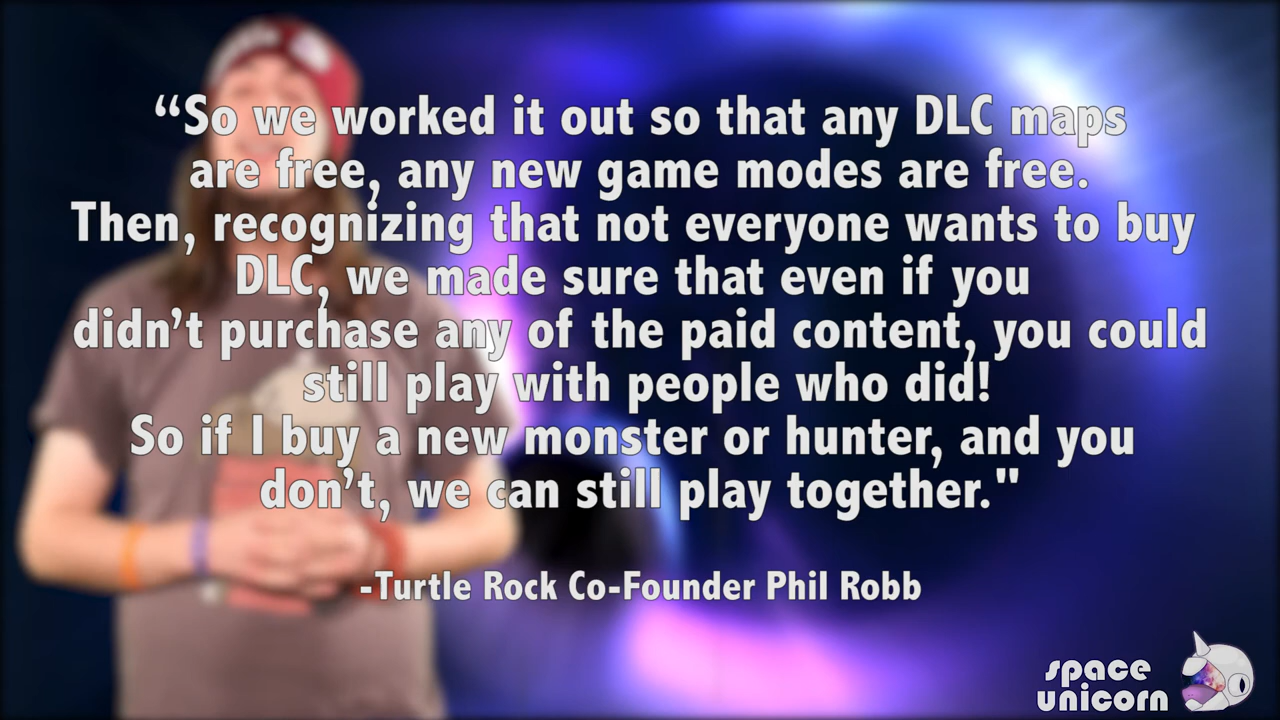 “So we worked it out so that any DLC maps
are free, any new game modes are free.
Then, recognizing that not everyone wants to buy
DLC, we made sure that even if you
didn’t purchase any of the paid content, you could
still play with people who did!
So if I buy a new monster or hunter, and you
don’t, we can still play together."
-Turtle Rock Co-Founder Phil Robb
space
unicorn